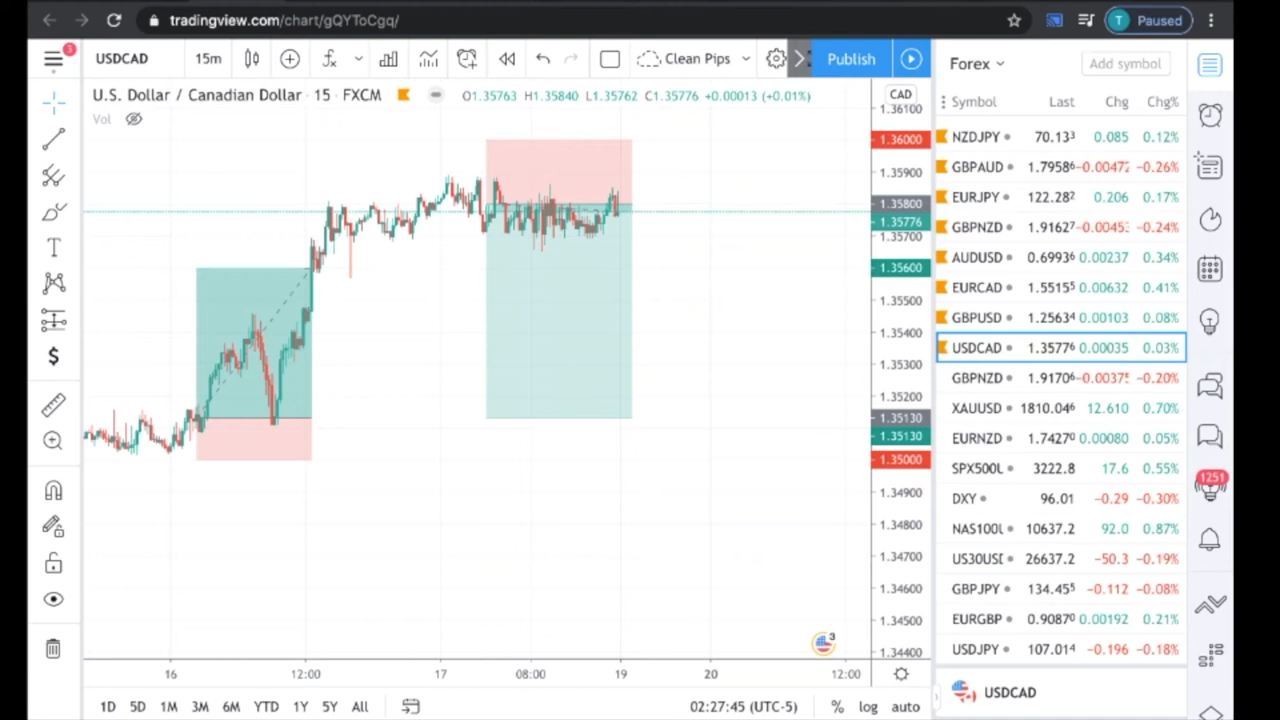 tradingview.com/chart/gQYToCgq/
T Paused
3
USDCAD 15m Clean Pips Publish
Forex Add symbol
U.S. Dollar / Canadian Dollar · 15 · FXCM O1.35763 H1.35840 L1.35762 C1.35776 +0.00013 (+0.01%)
Vol
CAD
1.36100
1.36000
1.35900
1.35800
1.35776
1.35700
1.35600
1.35500
1.35400
1.35300
1.35200
1.35130
1.35130
1.35000
1.34900
1.34800
1.34700
1.34600
1.34500
1.34400
Symbol Last Chg Chg%
NZDJPY 70.133 0.085 0.12%
GBPAUD 1.79586 -0.00472 -0.26%
EURJPY 122.282 0.206 0.17%
GBPNZD 1.91627 -0.0045 -0.24%
AUDUSD 0.69936 0.00237 0.34%
EURCAD 1.55155 0.00632 0.41%
GBPUSD 1.25634 0.00103 0.08%
USDCAD 1.35776 0.00035 0.03%
GBPNZD 1.91706 -0.0037 -0.20%
XAUUSD 1810.046 12.610 0.70%
EURNZD 1.74270 0.00080 0.05%
SPX500 3222.8 17.6 0.55%
DXY 96.01 -0.29 -0.30%
NAS100 10637.2 92.0 0.87%
US30US 26637.2 -50.3 -0.19%
GBPJPY 134.455 -0.112 -0.08%
EURGBP 0.90870 0.00192 0.21%
USDJPY 107.014 -0.196 -0.18%
1251
3
16 12:00 17 08:00 19 20 12:00
1D 5D 1M 3M 6M YTD 1Y 5Y All 02:27:45 (UTC-5) % log auto
USDCAD